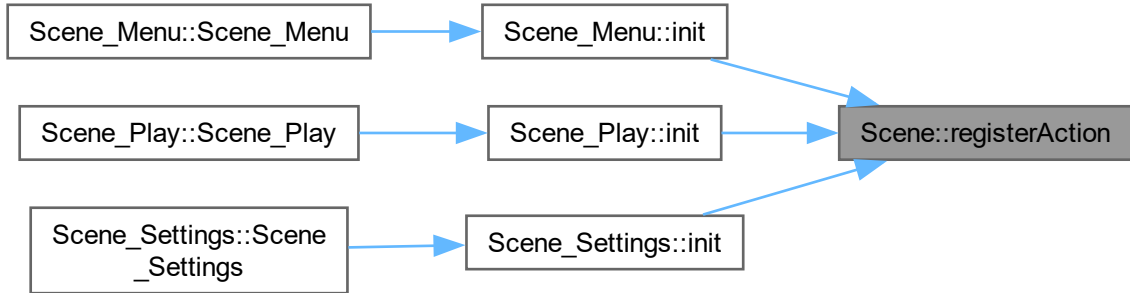 Scene_Menu::Scene_Menu
Scene_Menu::init
Scene_Play::Scene_Play
Scene_Play::init
Scene::registerAction
Scene_Settings::Scene
_Settings
Scene_Settings::init